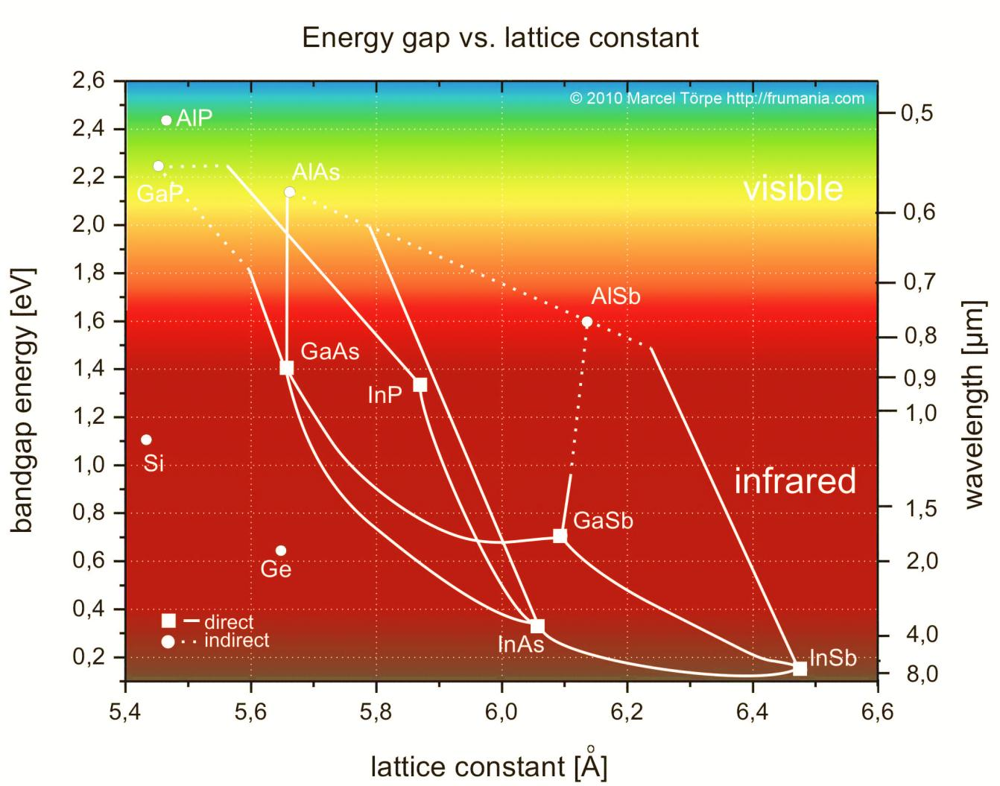 Energy gap vs. lattice constant
© 2010 Marcel Törpe http://frumania.com
2,6
2,4
2,2
2,0
1,8
1,6
1,4
1,2
1,0
0,8
0,6
0,4
0,2
bandgap energy [eV]
AlP
GaP
AlAs
visible
AlSb
GaAs
InP
Si
infrared
GaSb
Ge
direct
indirect
InAs
InSb
0,5
0,6
0,7
0,8
0,9
1,0
1,5
2,0
4,0
8,0
wavelength [µm]
5,4 5,6 5,8 6,0 6,2 6,4 6,6
lattice constant [Å]